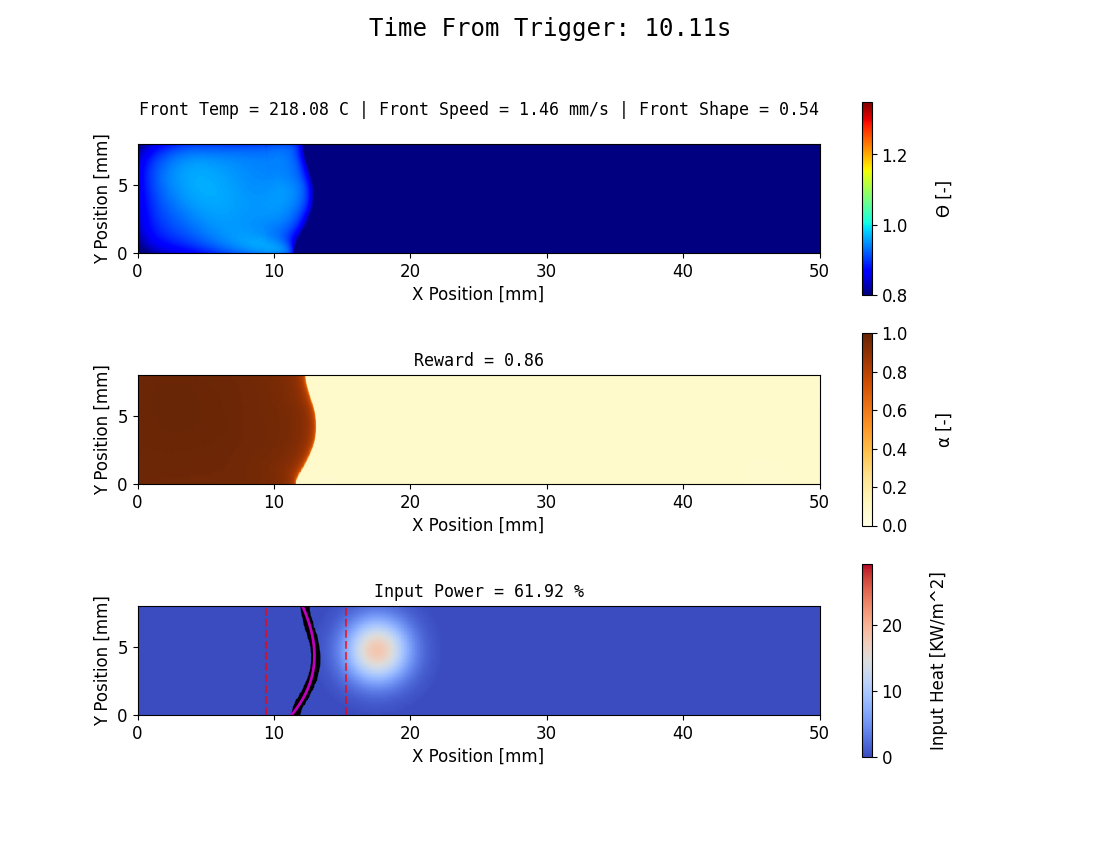 Time From Trigger: 10.11s
Front Temp = 218.08 C | Front Speed = 1.46 mm/s | Front Shape = 0.54
Y Position [mm]
5
0
0 10 20 30 40 50
X Position [mm]
1.2
1.0
0.8
Θ [-]
Reward = 0.86
Y Position [mm]
5
0
0 10 20 30 40 50
X Position [mm]
1.0
0.8
0.6
0.4
0.2
0.0
α [-]
Input Power = 61.92 %
Y Position [mm]
5
0
0 10 20 30 40 50
X Position [mm]
20
10
0
Input Heat [KW/m^2]